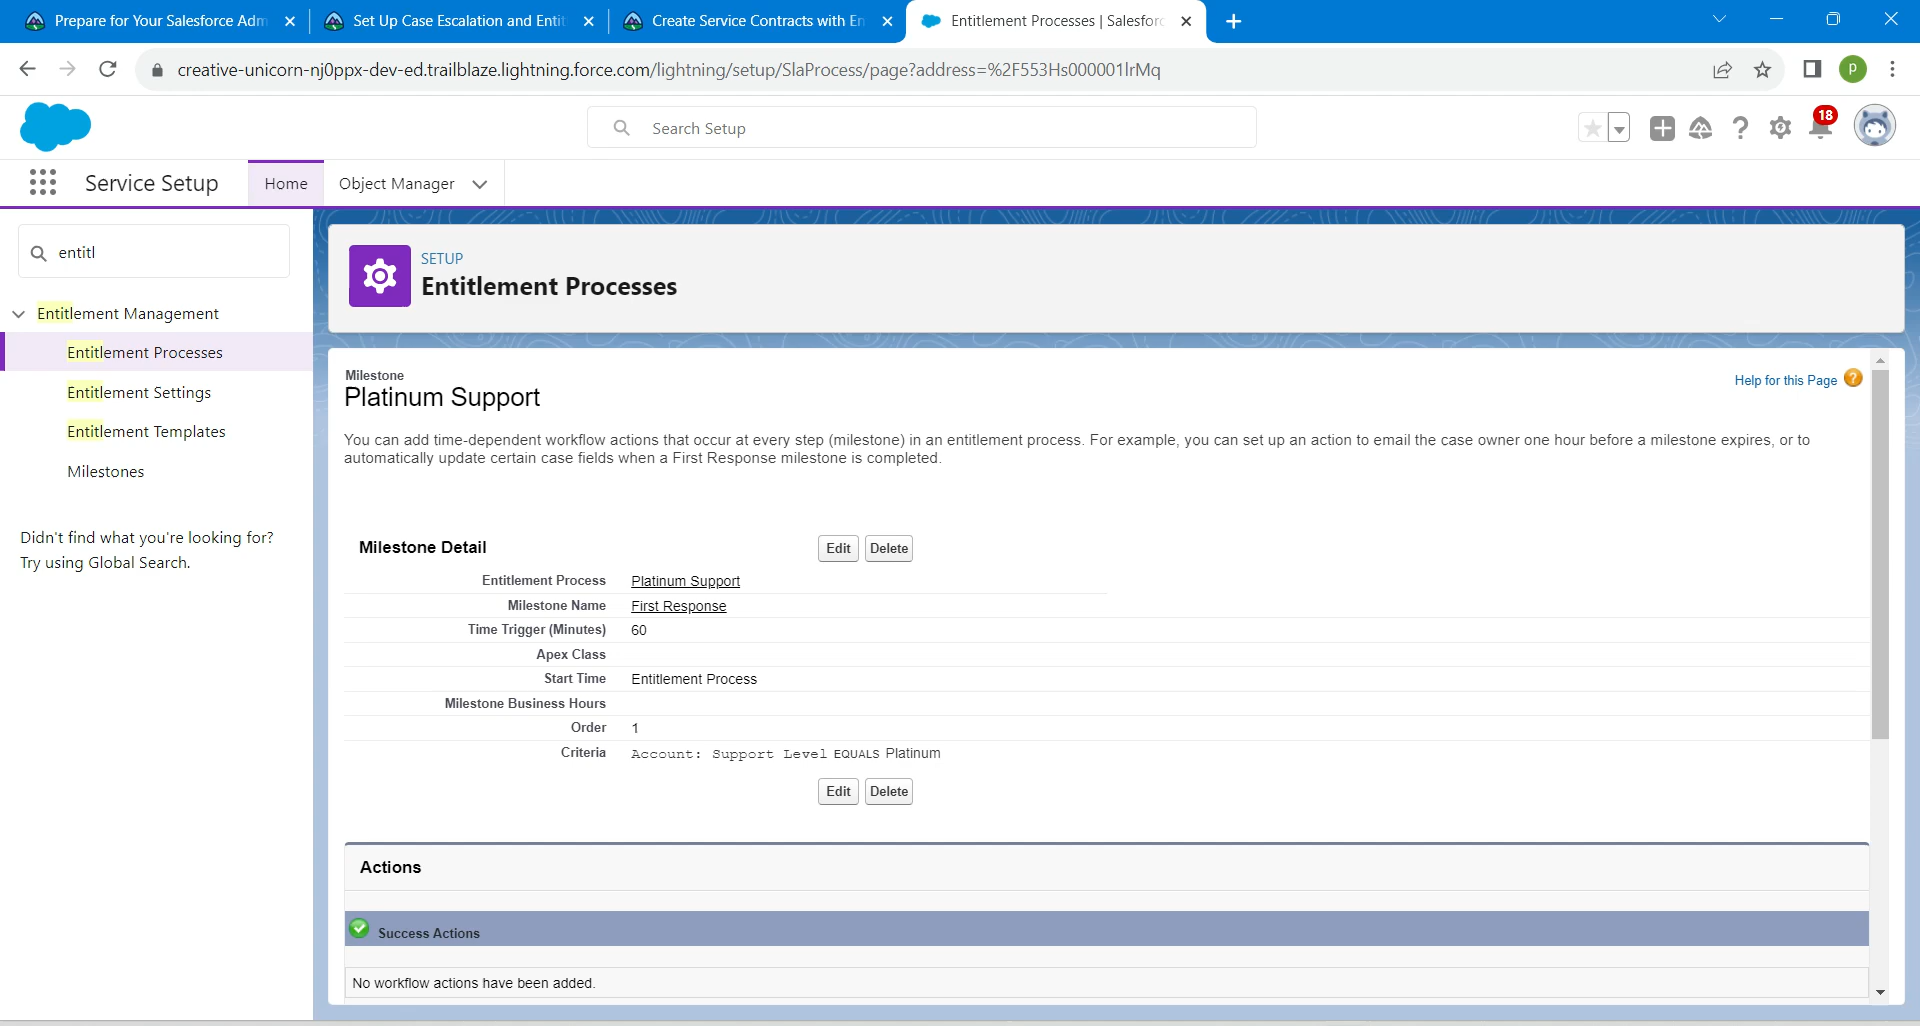 Prepare for Your Salesforce Adm
Set Up Case Escalation and Entit
Create Service Contracts with En
Entitlement Processes | Salesforc
creative-unicorn-nj0ppx-dev-ed.trailblaze.lightning.force.com/lightning/setup/SlaProcess/page?address=%2F553Hs000001lrMq
P
Search Setup
18
Service Setup
Home
Object Manager
entitl
Entitlement Management
Entitlement Processes
Entitlement Settings
Entitlement Templates
Milestones
Didn't find what you're looking for?
Try using Global Search.
SETUP
Entitlement Processes
Milestone
Platinum Support
Help for this Page
You can add time-dependent workflow actions that occur at every step (milestone) in an entitlement process. For example, you can set up an action to email the case owner one hour before a milestone expires, or to
automatically update certain case fields when a First Response milestone is completed.
Milestone Detail
Edit Delete
Entitlement Process Platinum Support
Milestone Name First Response
Time Trigger (Minutes) 60
Apex Class
Start Time Entitlement Process
Milestone Business Hours
Order 1
Criteria Account: Support Level EQUALS Platinum
Edit Delete
Actions
Success Actions
No workflow actions have been added.